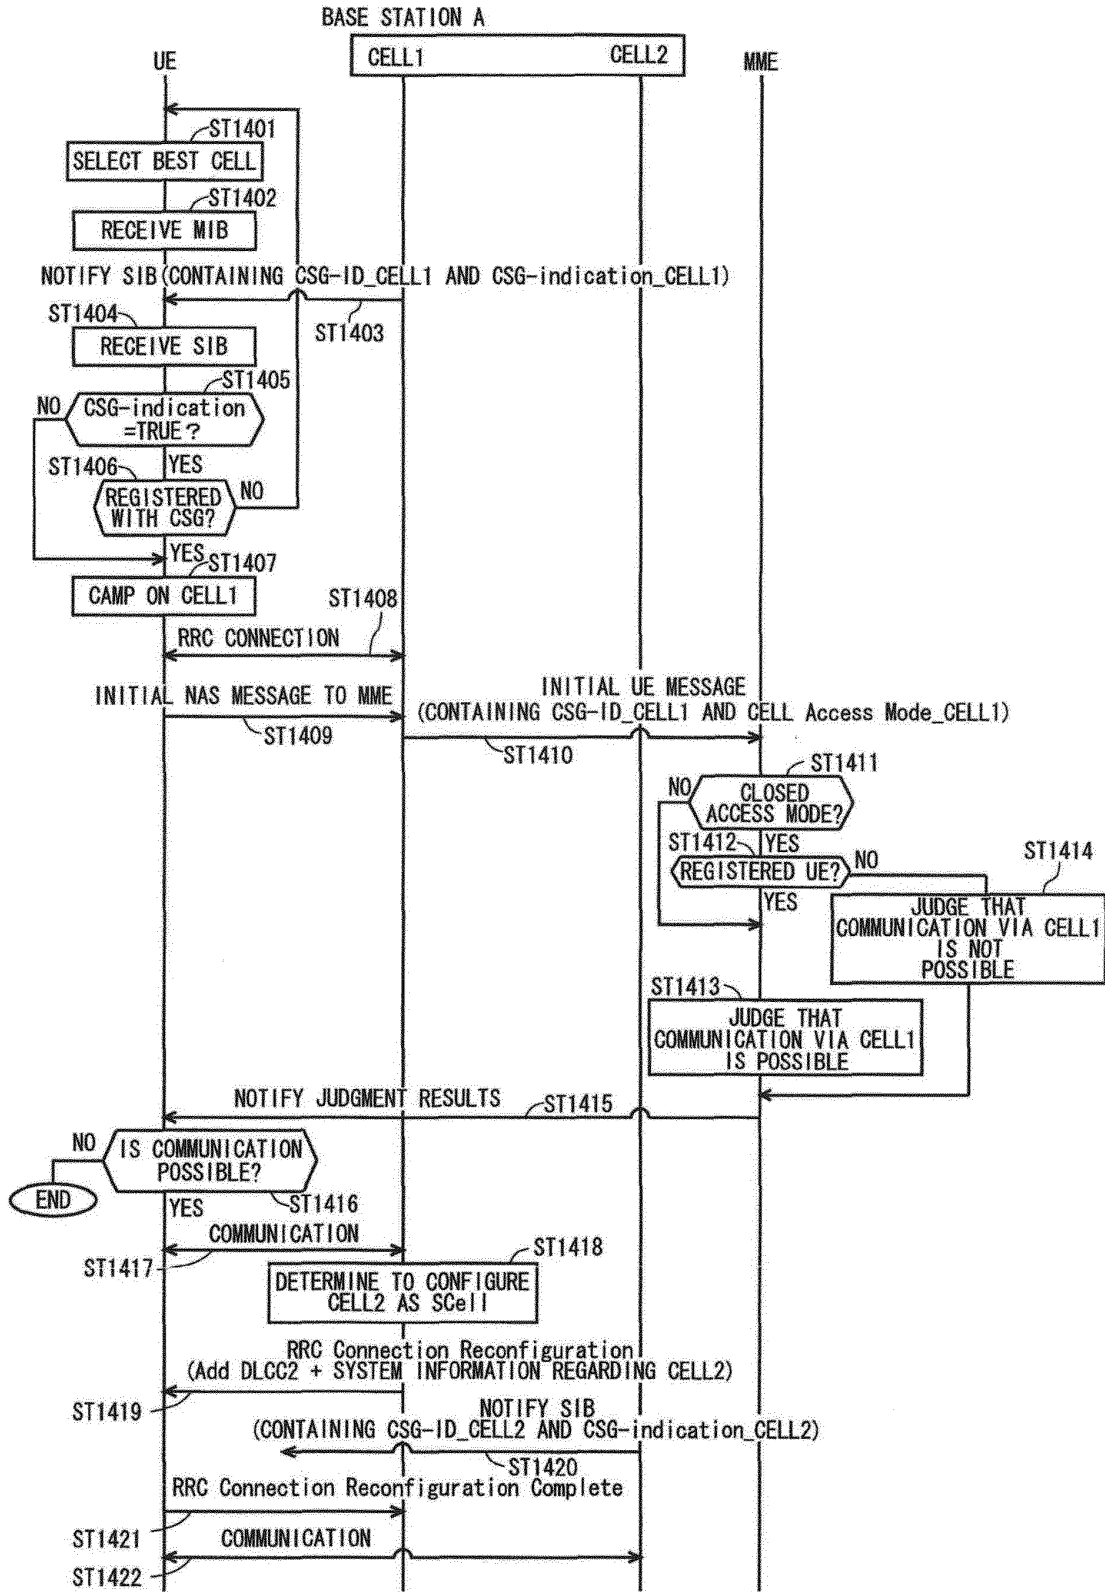 BASE STATION A
UE
CELL1
CELL2
MME
ST1401
SELECT BEST CELL
ST1402
RECEIVE MIB
NOTIFY SIB(CONTAINING CSG-ID_CELL1 AND CSG-indication_CELL1)
ST1403
ST1404
RECEIVE SIB
ST1405
NO
CSG-indication
=TRUE?
YES
ST1406
REGISTERED
WITH CSG?
NO
YES
ST1407
CAMP ON CELL1
ST1408
RRC CONNECTION
INITIAL NAS MESSAGE TO MME
ST1409
INITIAL UE MESSAGE
(CONTAINING CSG-ID_CELL1 AND CELL Access Mode_CELL1)
ST1410
ST1411
NO
CLOSED
ACCESS MODE?
YES
ST1412
REGISTERED UE?
NO
YES
ST1414
JUDGE THAT
COMMUNICATION VIA CELL1
IS NOT
POSSIBLE
ST1413
JUDGE THAT
COMMUNICATION VIA CELL1
IS POSSIBLE
NOTIFY JUDGMENT RESULTS
ST1415
NO
IS COMMUNICATION
POSSIBLE?
END
ST1416
YES
COMMUNICATION
ST1417
ST1418
DETERMINE TO CONFIGURE
CELL2 AS SCell
RRC Connection Reconfiguration
(Add DLCC2 + SYSTEM INFORMATION REGARDING CELL2)
ST1419
NOTIFY SIB
(CONTAINING CSG-ID_CELL2 AND CSG-indication_CELL2)
ST1420
RRC Connection Reconfiguration Complete
ST1421
COMMUNICATION
ST1422